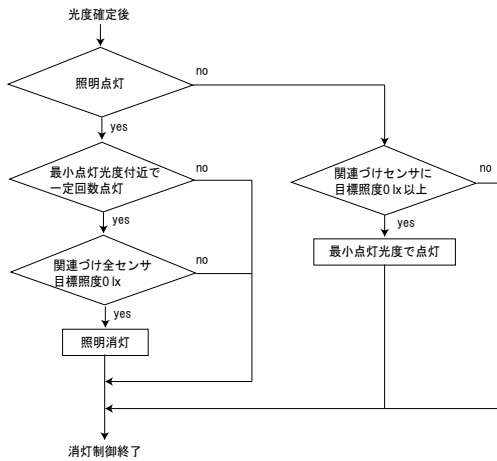 光度確定後
照明点灯
no
yes
最小点灯光度付近で
一定回数点灯
no
yes
関連づけ全センサ
目標照度0 lx
no
yes
照明消灯
関連づけセンサに
目標照度0 lx以上
no
yes
最小点灯光度で点灯
消灯制御終了